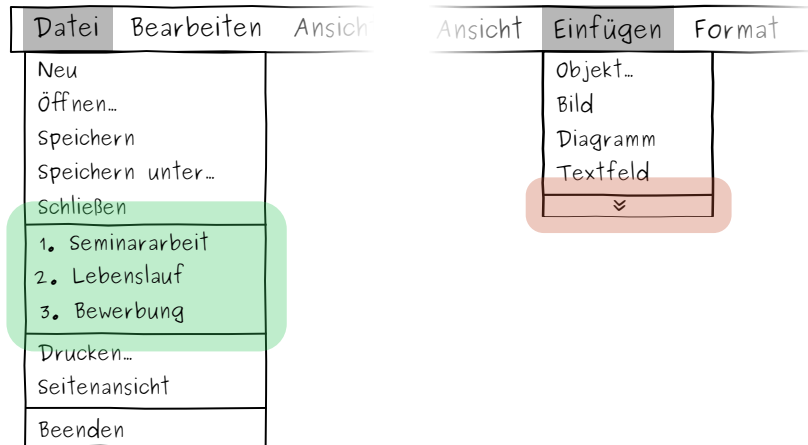 Datei Bearbeiten Ansicht
Neu
Öffnen…
Speichern
Speichern unter…
Schließen
1. Seminararbeit
2. Lebenslauf
3. Bewerbung
Drucken…
Seitenansicht
Beenden
Ansicht Einfügen Format
Objekt…
Bild
Diagramm
Textfeld